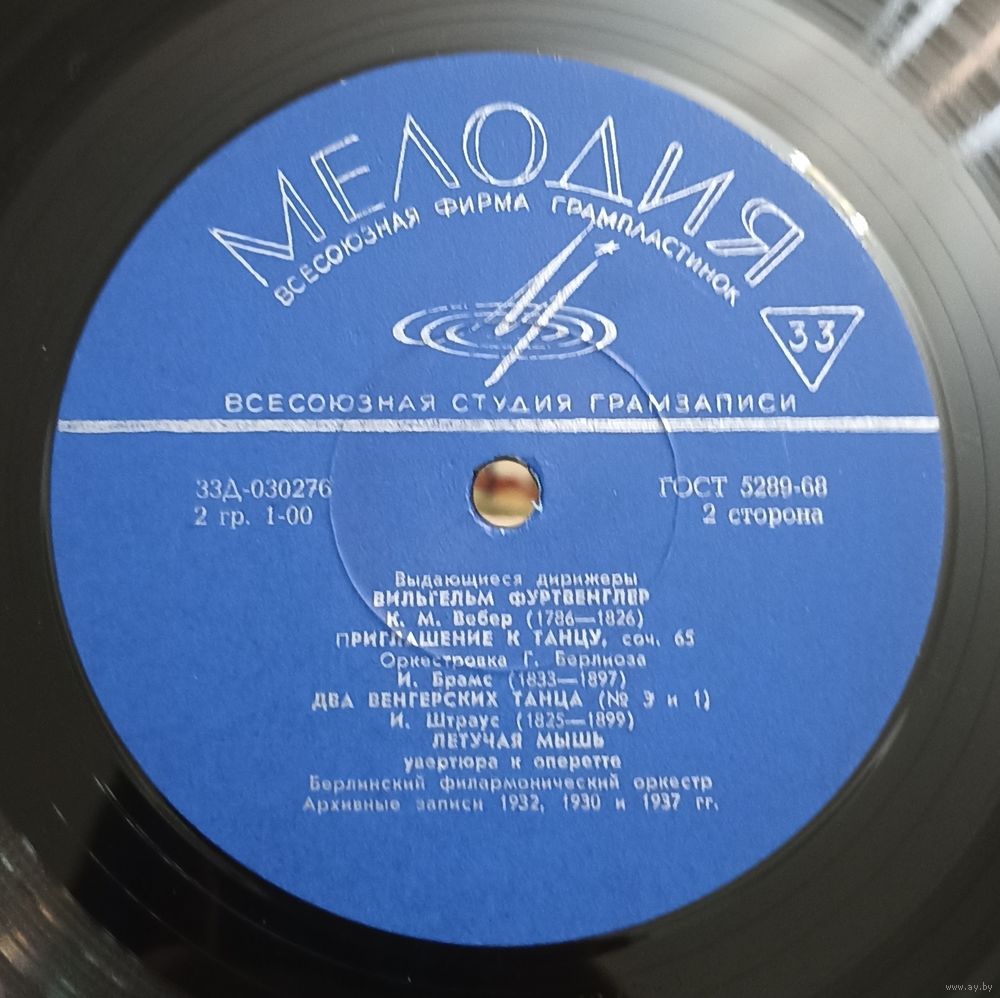 МЕЛОДИЯ
ВСЕСОЮЗНАЯ ФИРМА ГРАМПЛАСТИНОК
33
ВСЕСОЮЗНАЯ СТУДИЯ ГРАМЗАПИСИ
33Д-030276
2 гр. 1-00
ГОСТ 5289-68
2 сторона
Выдающиеся дирижеры
ВИЛЬГЕЛЬМ ФУРТВЕНГЛЕР
К. М. Вебер (1786—1826)
ПРИГЛАШЕНИЕ К ТАНЦУ, соч. 65
Оркестровка Г. Берлиоза
И. Брамс (1833—1897)
ДВА ВЕНГЕРСКИХ ТАНЦА (№ 3 и 1)
И. Штраус (1825—1899)
ЛЕТУЧАЯ МЫШЬ
увертюра к оперетте
Берлинский филармонический оркестр
Архивные записи 1932, 1930 и 1937 гг.
www.ay.by